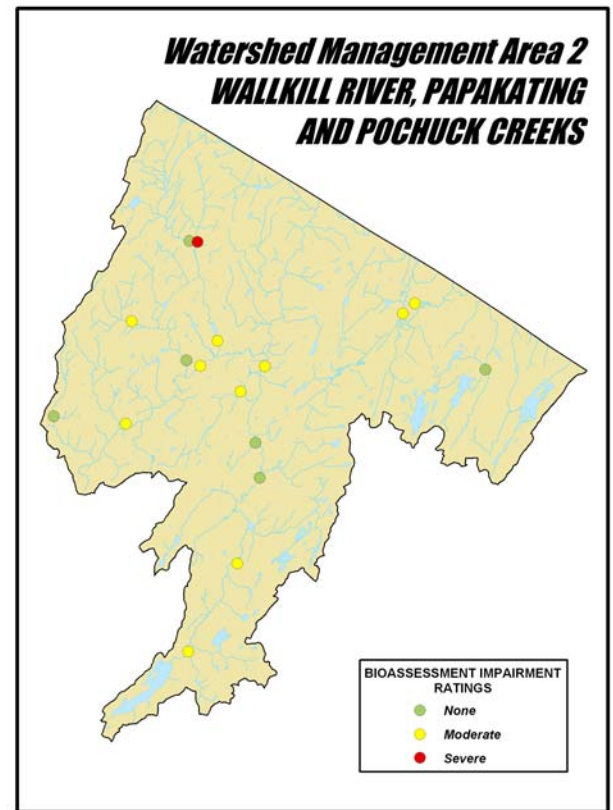 Watershed Management Area 2
WALLKILL RIVER, PAPAKATING
AND POCHUCK CREEKS
BIOASSESSMENT IMPAIRMENT
RATINGS
None
Moderate
Severe